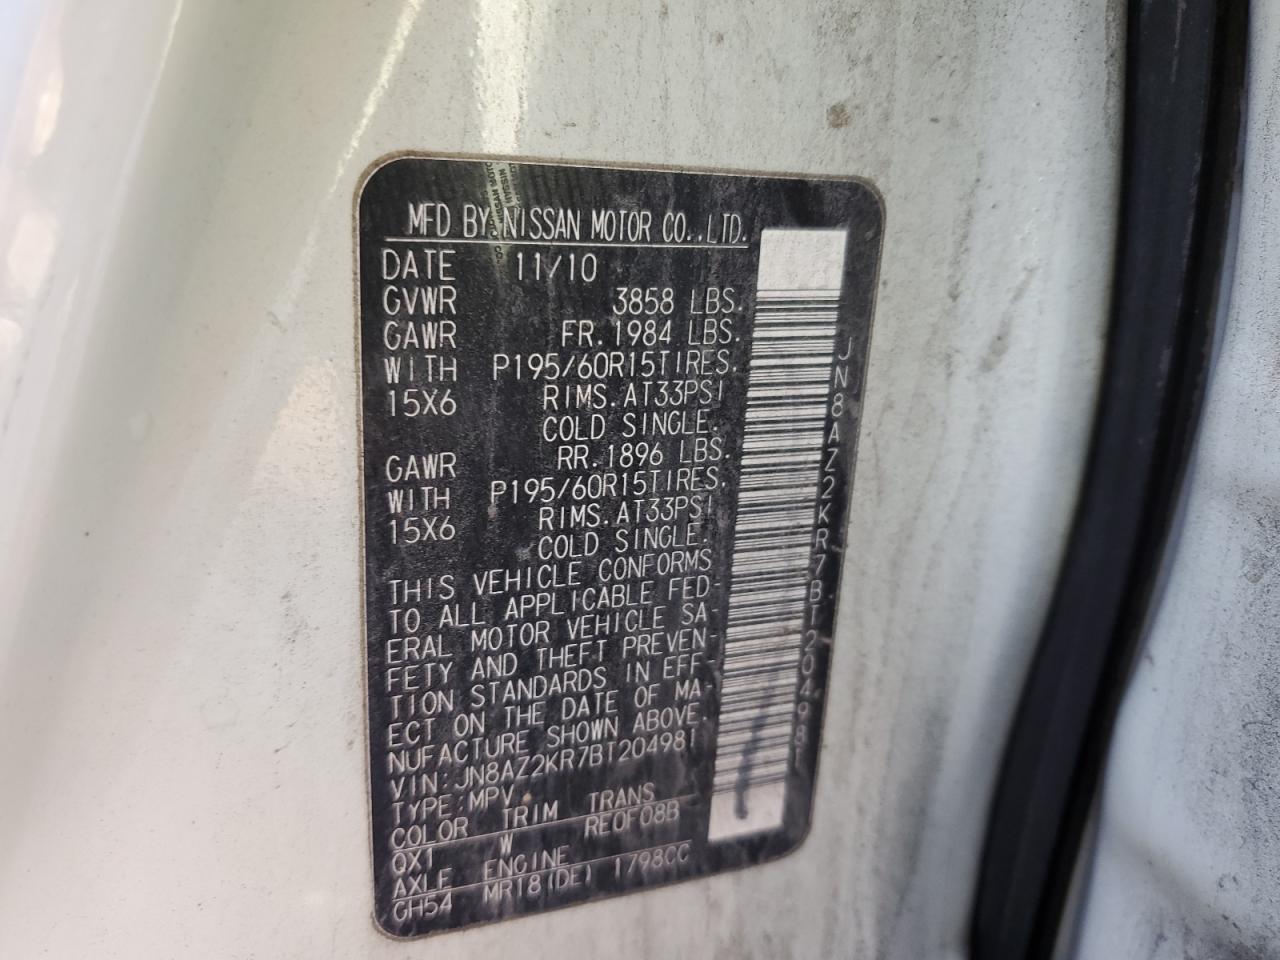 MFD BY NISSAN MOTOR CO.,LTD.
DATE 11/10
GVWR 3858 LBS.
GAWR FR. 1984 LBS.
WITH P195/60R15TIRES.
15X6 RIMS. AT33PSI
COLD SINGLE.
GAWR RR. 1896 LBS.
WITH P195/60R15TIRES.
15X6 RIMS. AT33PSI
COLD SINGLE.
THIS VEHICLE CONFORMS
TO ALL APPLICABLE FED-
ERAL MOTOR VEHICLE SA-
FETY AND THEFT PREVEN-
TION STANDARDS IN EFF-
ECT ON THE DATE OF MA-
NUFACTURE SHOWN ABOVE.
VIN:JN8AZ2KR7BT204981
TYPE:MPV
COLOR TRIM TRANS
QX1 W RE0F08B
AXLE ENGINE
GH54 MR18(DE) 1798CC
JN8AZ2KR7BT204981